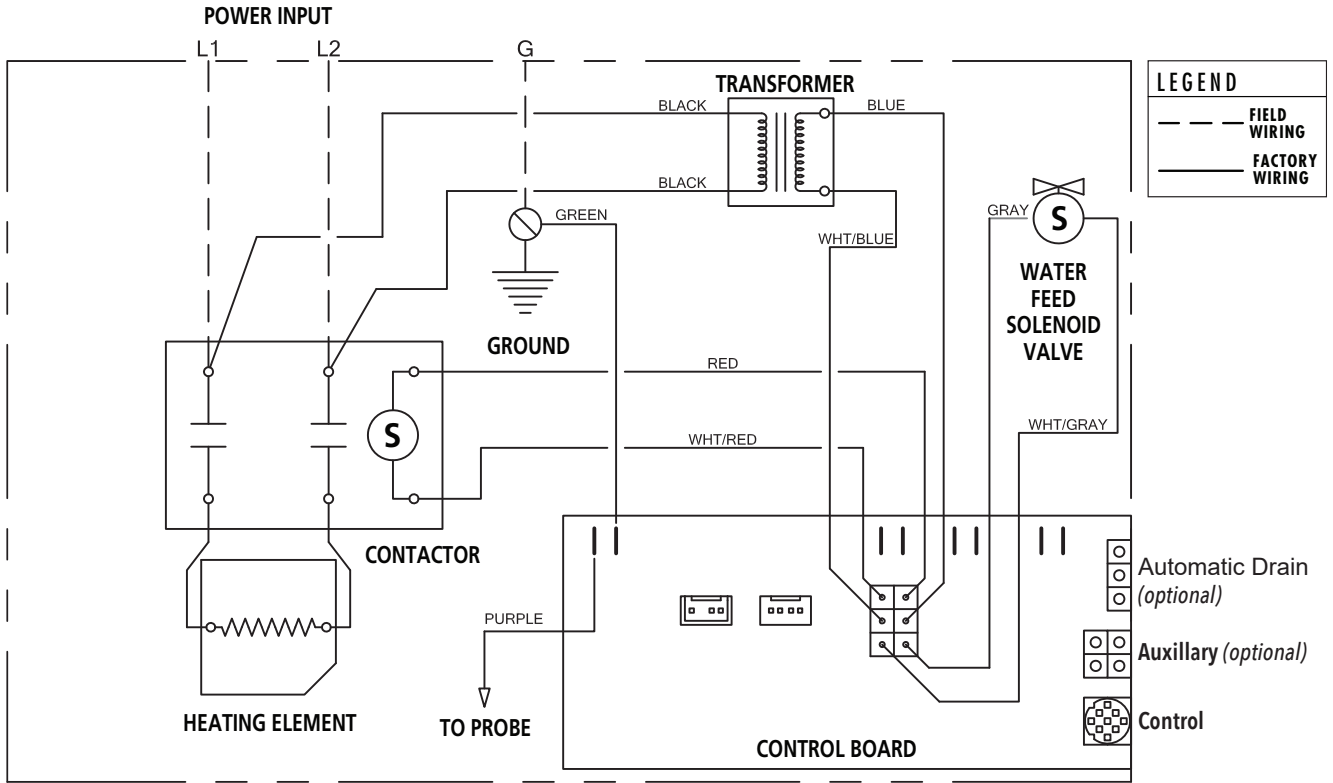 POWER INPUT
L1
L2
G
LEGEND
FIELD
WIRING
FACTORY
WIRING
TRANSFORMER
BLACK
BLUE
BLACK
GREEN
WHT/BLUE
GRAY
S
WATER
FEED
SOLENOID
VALVE
GROUND
RED
S
WHT/RED
WHT/GRAY
CONTACTOR
PURPLE
HEATING ELEMENT
TO PROBE
CONTROL BOARD
Automatic Drain
(optional)
Auxillary (optional)
Control